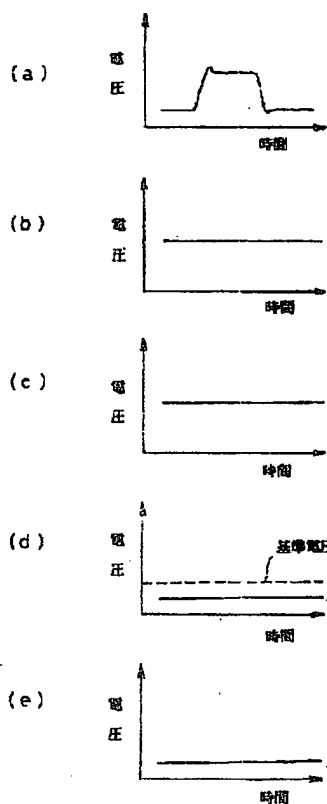 (a) 電圧
時間
(b) 電圧
時間
(c) 電圧
時間
(d) 電圧
基準電圧
時間
(e) 電圧
時間